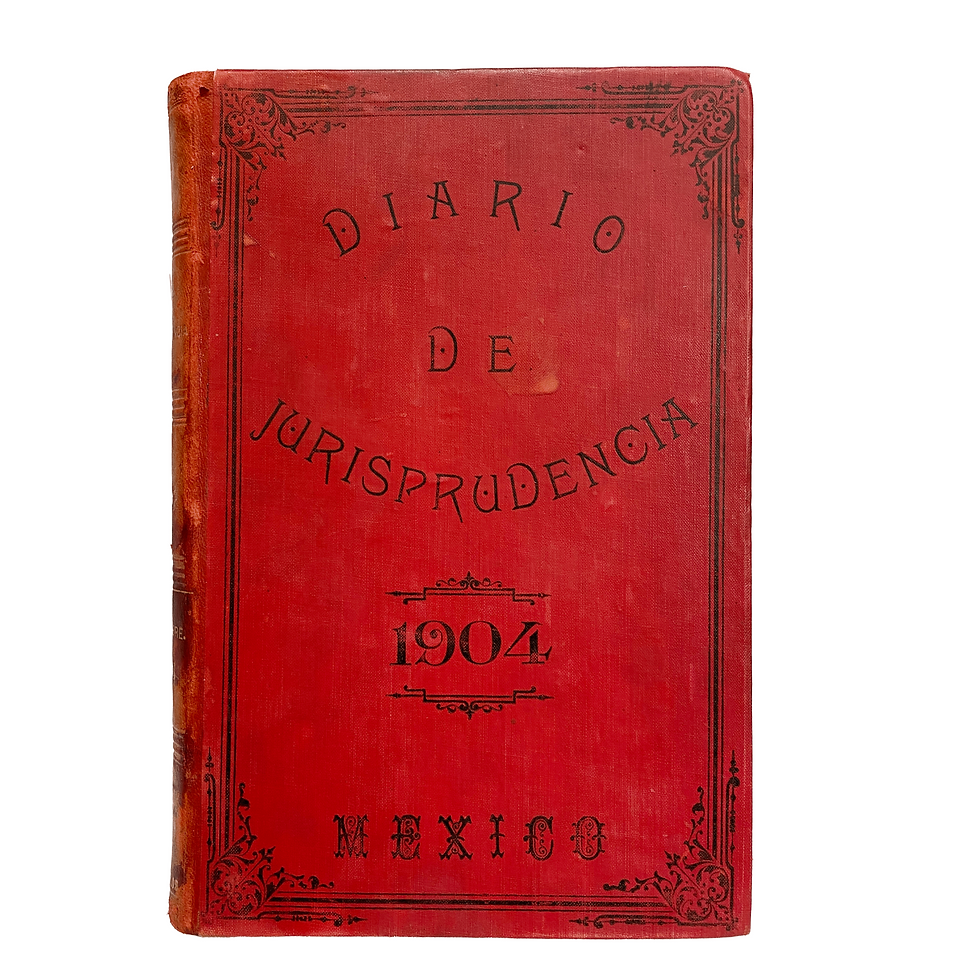 DIARIO
DE
JURISPRUDENCIA
1904
MEXICO